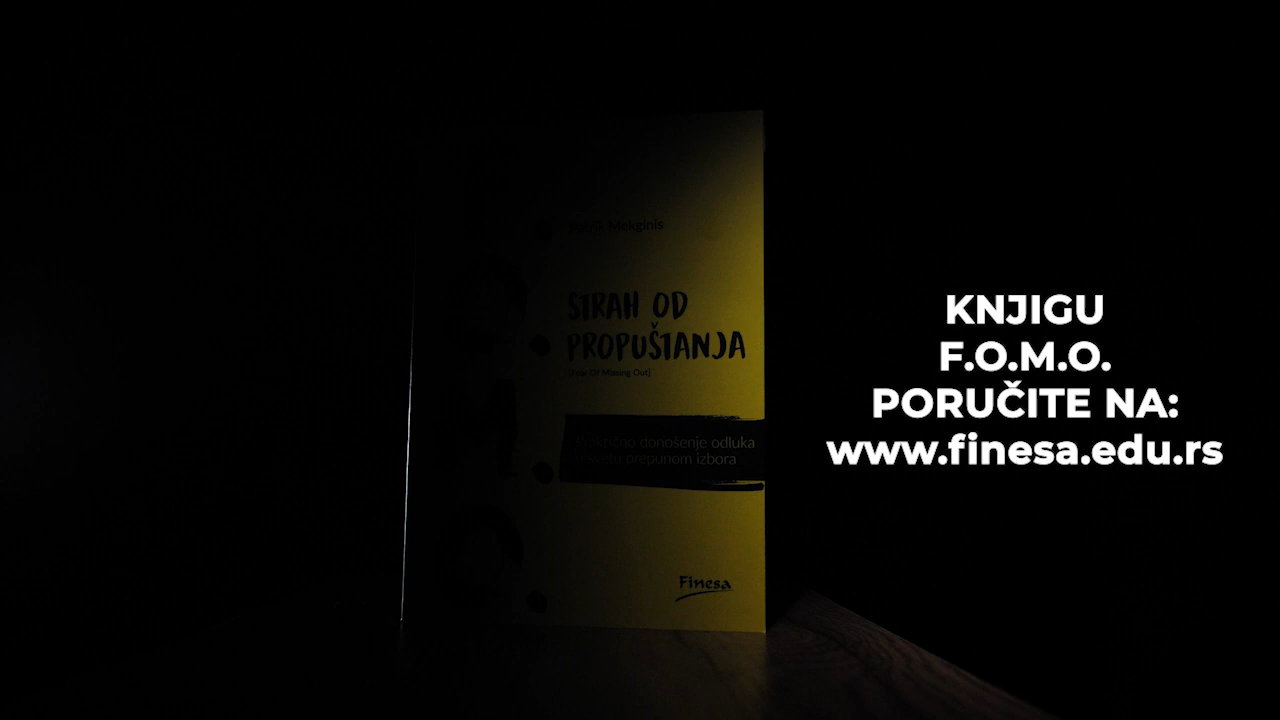 Mekginis
STRAH OD
PROPUŠTANJA
(Fear Of Missing Out)
Praktično donošenje odluka
u svetu prepunom izbora
Finesa
KNJIGU
F.O.M.O.
PORUČITE NA:
www.finesa.edu.rs